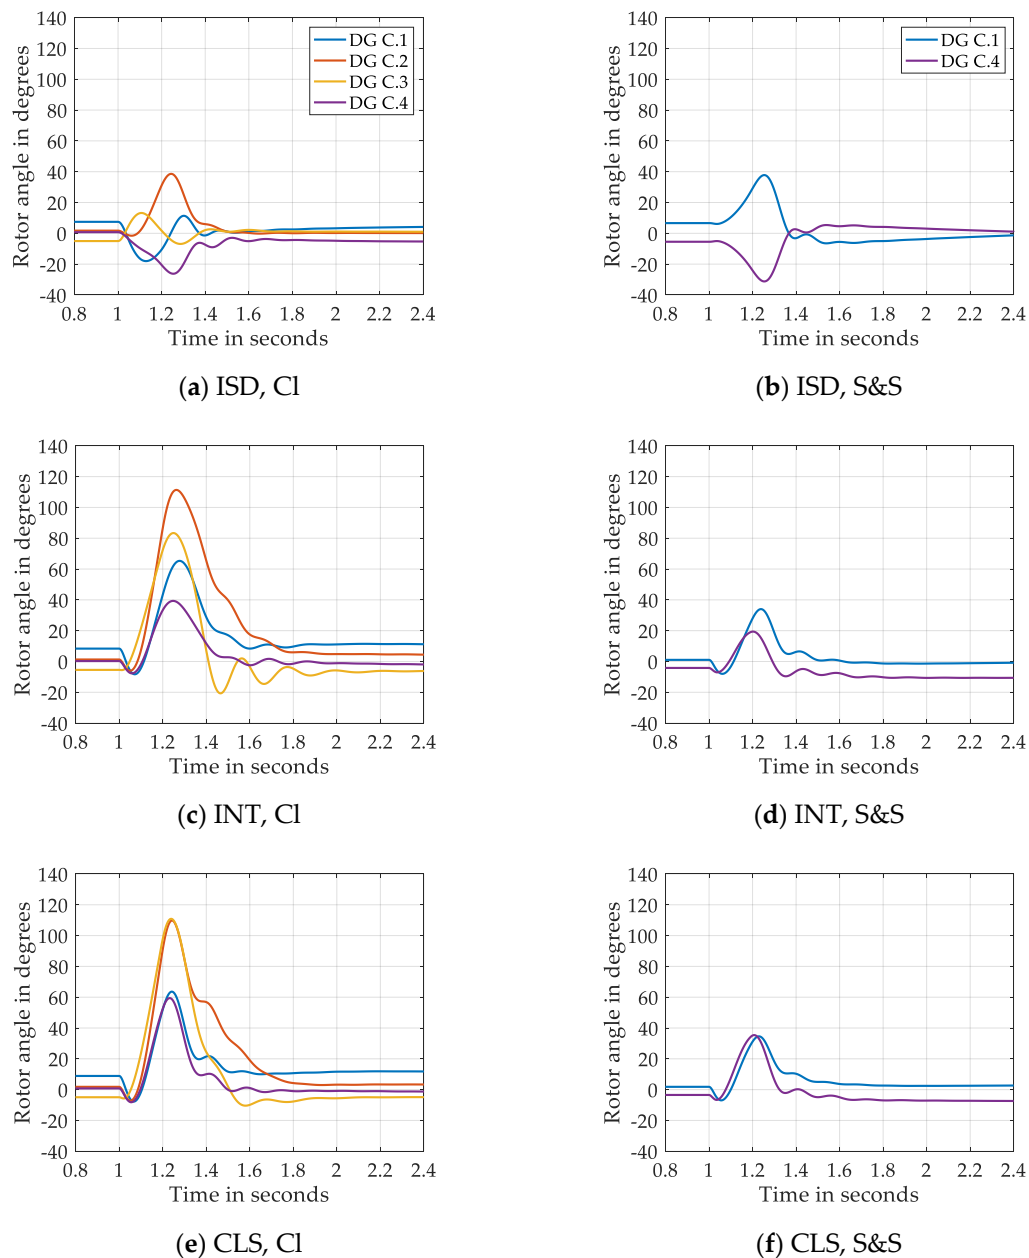 140
120
100
80
60
40
20
0
-20
-40
Rotor angle in degrees
DG C.1
DG C.2
DG C.3
DG C.4
0.8 1 1.2 1.4 1.6 1.8 2 2.2 2.4
Time in seconds
(a) ISD, Cl
140
120
100
80
60
40
20
0
-20
-40
Rotor angle in degrees
DG C.1
DG C.4
0.8 1 1.2 1.4 1.6 1.8 2 2.2 2.4
Time in seconds
(b) ISD, S&S
140
120
100
80
60
40
20
0
-20
-40
Rotor angle in degrees
0.8 1 1.2 1.4 1.6 1.8 2 2.2 2.4
Time in seconds
(c) INT, Cl
140
120
100
80
60
40
20
0
-20
-40
Rotor angle in degrees
0.8 1 1.2 1.4 1.6 1.8 2 2.2 2.4
Time in seconds
(d) INT, S&S
140
120
100
80
60
40
20
0
-20
-40
Rotor angle in degrees
0.8 1 1.2 1.4 1.6 1.8 2 2.2 2.4
Time in seconds
(e) CLS, Cl
140
120
100
80
60
40
20
0
-20
-40
Rotor angle in degrees
0.8 1 1.2 1.4 1.6 1.8 2 2.2 2.4
Time in seconds
(f) CLS, S&S